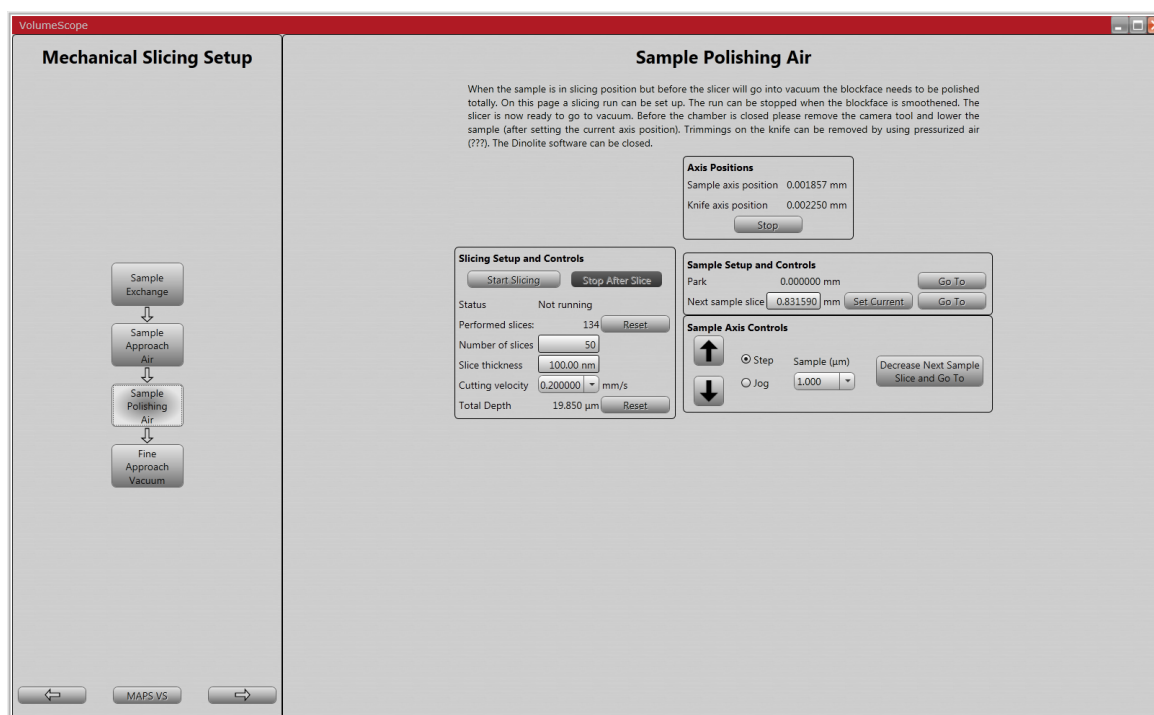 VolumeScope
Mechanical Slicing Setup
Sample
Exchange
Sample
Approach
Air
Sample
Polishing
Air
Fine
Approach
Vacuum
MAPS VS
Sample Polishing Air
When the sample is in slicing position but before the slicer will go into vacuum the blockface needs to be polished
totally. On this page a slicing run can be set up. The run can be stopped when the blockface is smoothened. The
slicer is now ready to go to vacuum. Before the chamber is closed please remove the camera tool and lower the
sample (after setting the current axis position). Trimmings on the knife can be removed by using pressurized air
(???). The Dinolite software can be closed.
Axis Positions
Sample axis position 0.001857 mm
Knife axis position 0.002250 mm
Stop
Slicing Setup and Controls
Start Slicing Stop After Slice
Status Not running
Performed slices: 134 Reset
Number of slices 50
Slice thickness 100.00 nm
Cutting velocity 0.200000 mm/s
Total Depth 19.850 µm Reset
Sample Setup and Controls
Park 0.000000 mm Go To
Next sample slice 0.831590 mm Set Current Go To
Sample Axis Controls
Step Sample (µm)
Jog 1.000
Decrease Next Sample
Slice and Go To